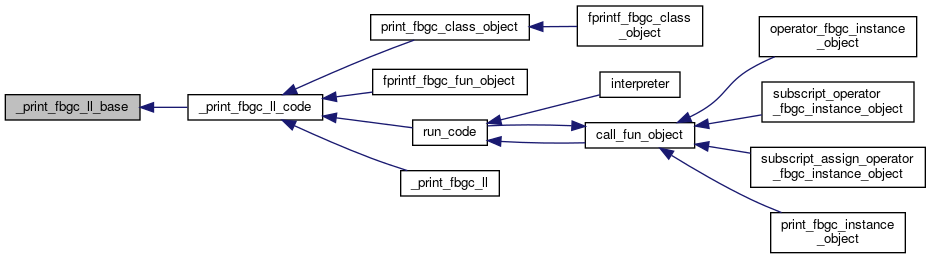 _print_fbgc_ll_base
_print_fbgc_ll_code
print_fbgc_class_object
fprintf_fbgc_class
_object
fprintf_fbgc_fun_object
run_code
_print_fbgc_ll
interpreter
call_fun_object
operator_fbgc_instance
_object
subscript_operator
_fbgc_instance_object
subscript_assign_operator
_fbgc_instance_object
print_fbgc_instance
_object